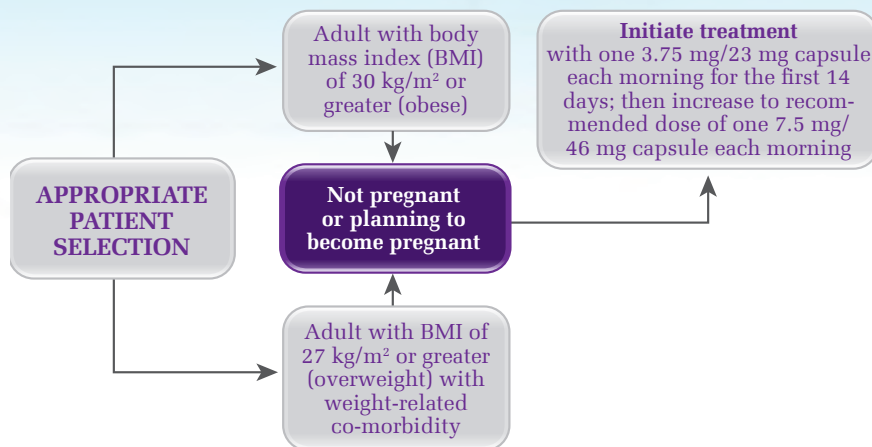 Adult with body
mass index (BMI)
of 30 kg/m² or
greater (obese)
Initiate treatment
with one 3.75 mg/23 mg capsule
each morning for the first 14
days; then increase to recom-
mended dose of one 7.5 mg/
46 mg capsule each morning
APPROPRIATE
PATIENT
SELECTION
Not pregnant
or planning to
become pregnant
Adult with BMI of
27 kg/m² or greater
(overweight) with
weight-related
co-morbidity